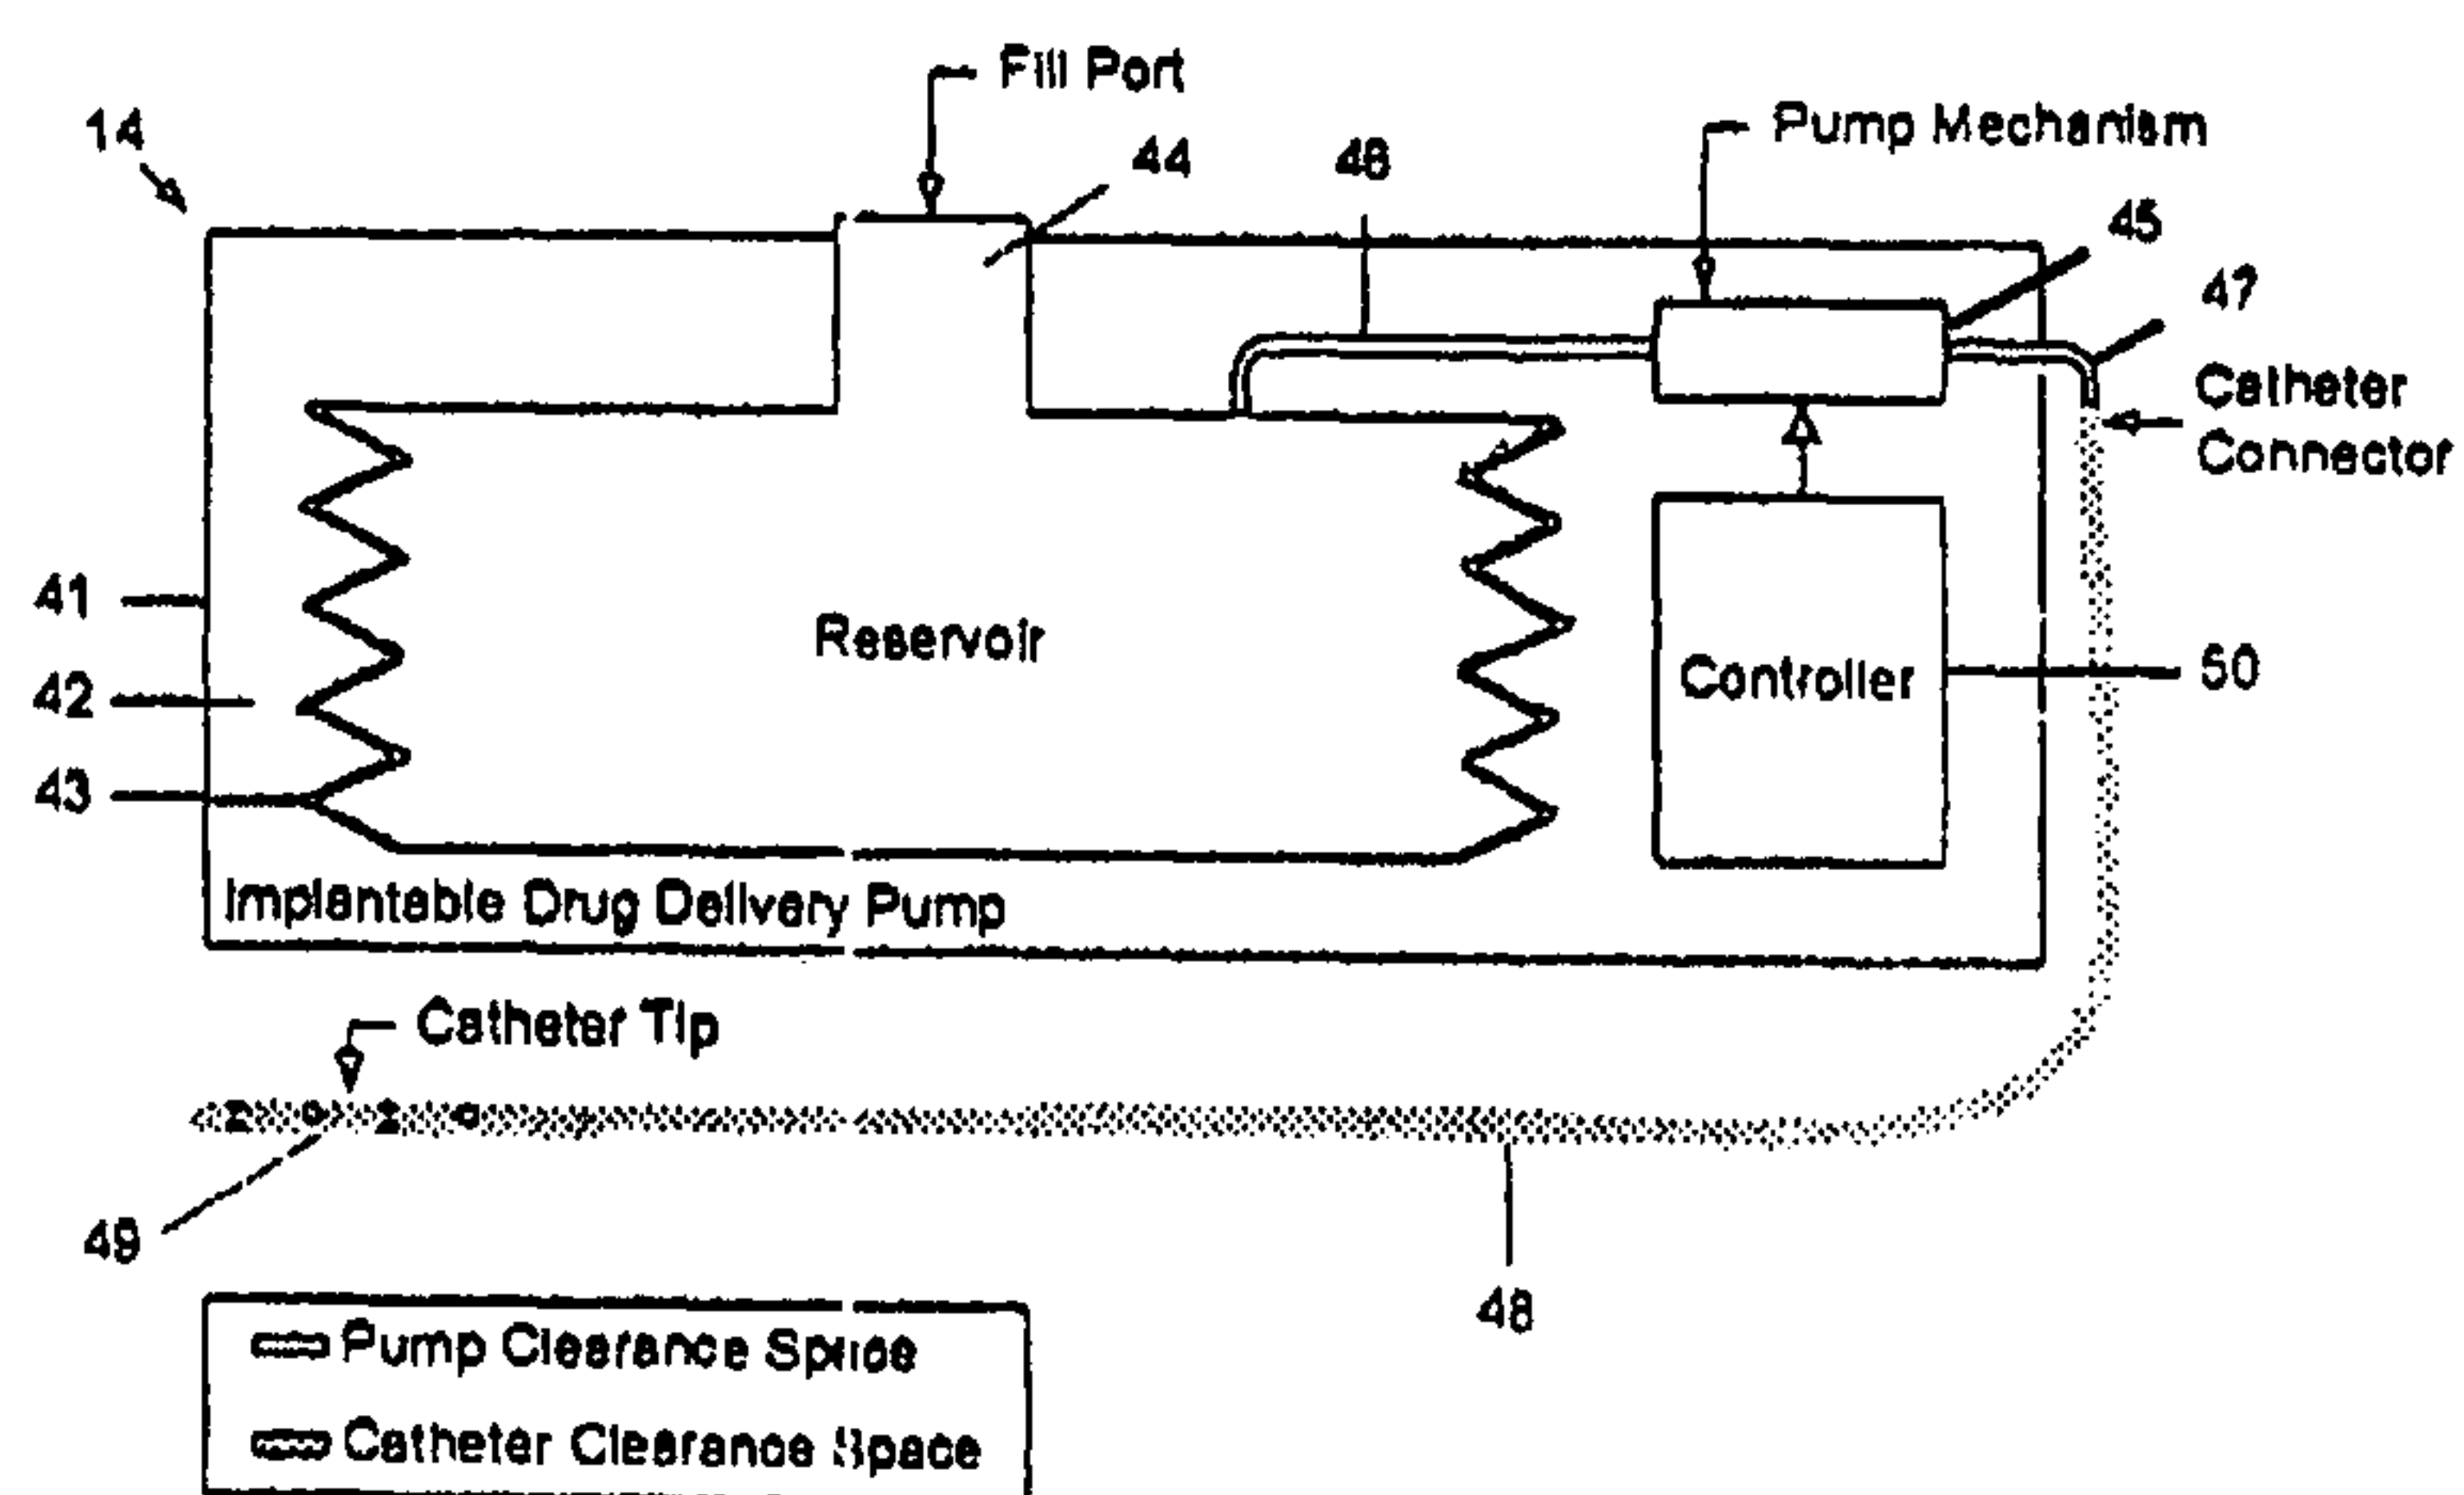 Fill Port
14
44
46
Pump Mechanism
45
47
Catheter
Connector
41
Reservoir
Controller
50
42
43
Implantable Drug Delivery Pump
Catheter Tip
49
48
Pump Clearance Space
Catheter Clearance Space